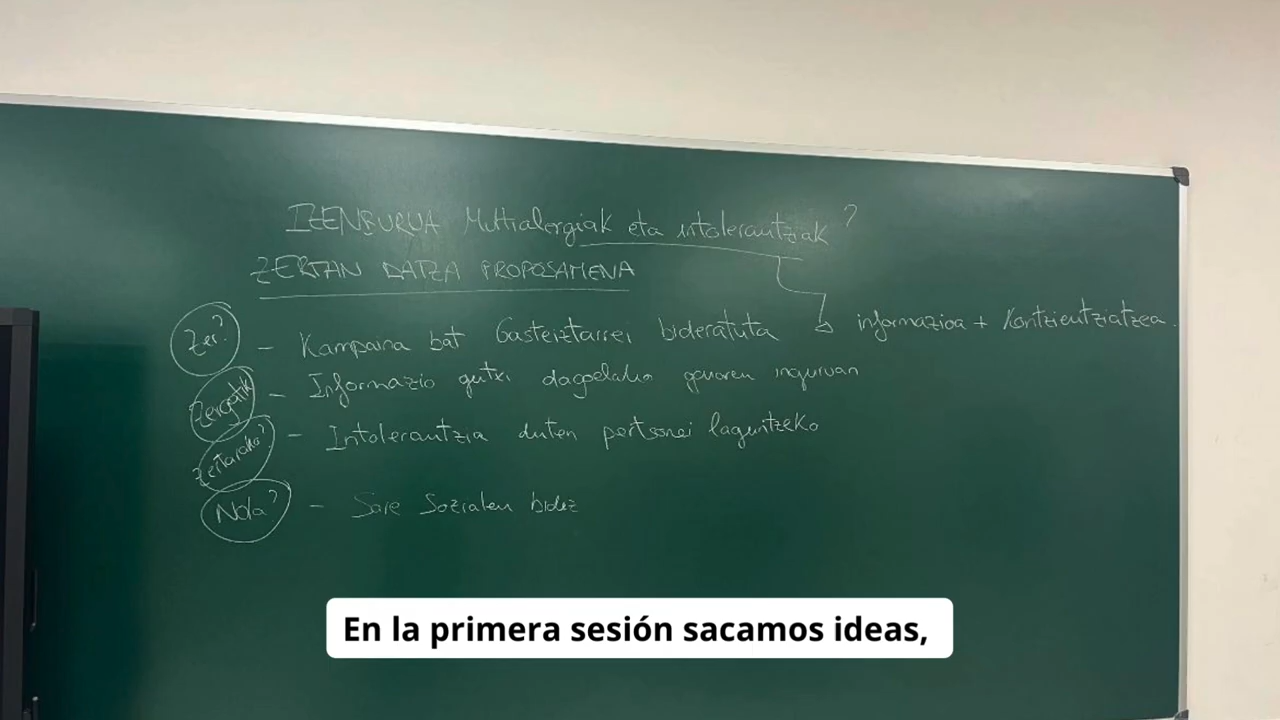 IZENBURUA Multialergiak eta intolerantziak?
ZERTAN DATZA PROPOSAMENA
Zer? - Kampaina bat Gasteiztarrei bideratuta → informazioa + Kontzientziatzea.
Zergatik - Informazio gutxi dagoelako gaiaren inguruan
Zertarako? - Intolerantzia duten pertsonei laguntzeko
Nola? - Sare Sozialen bidez
En la primera sesión sacamos ideas,